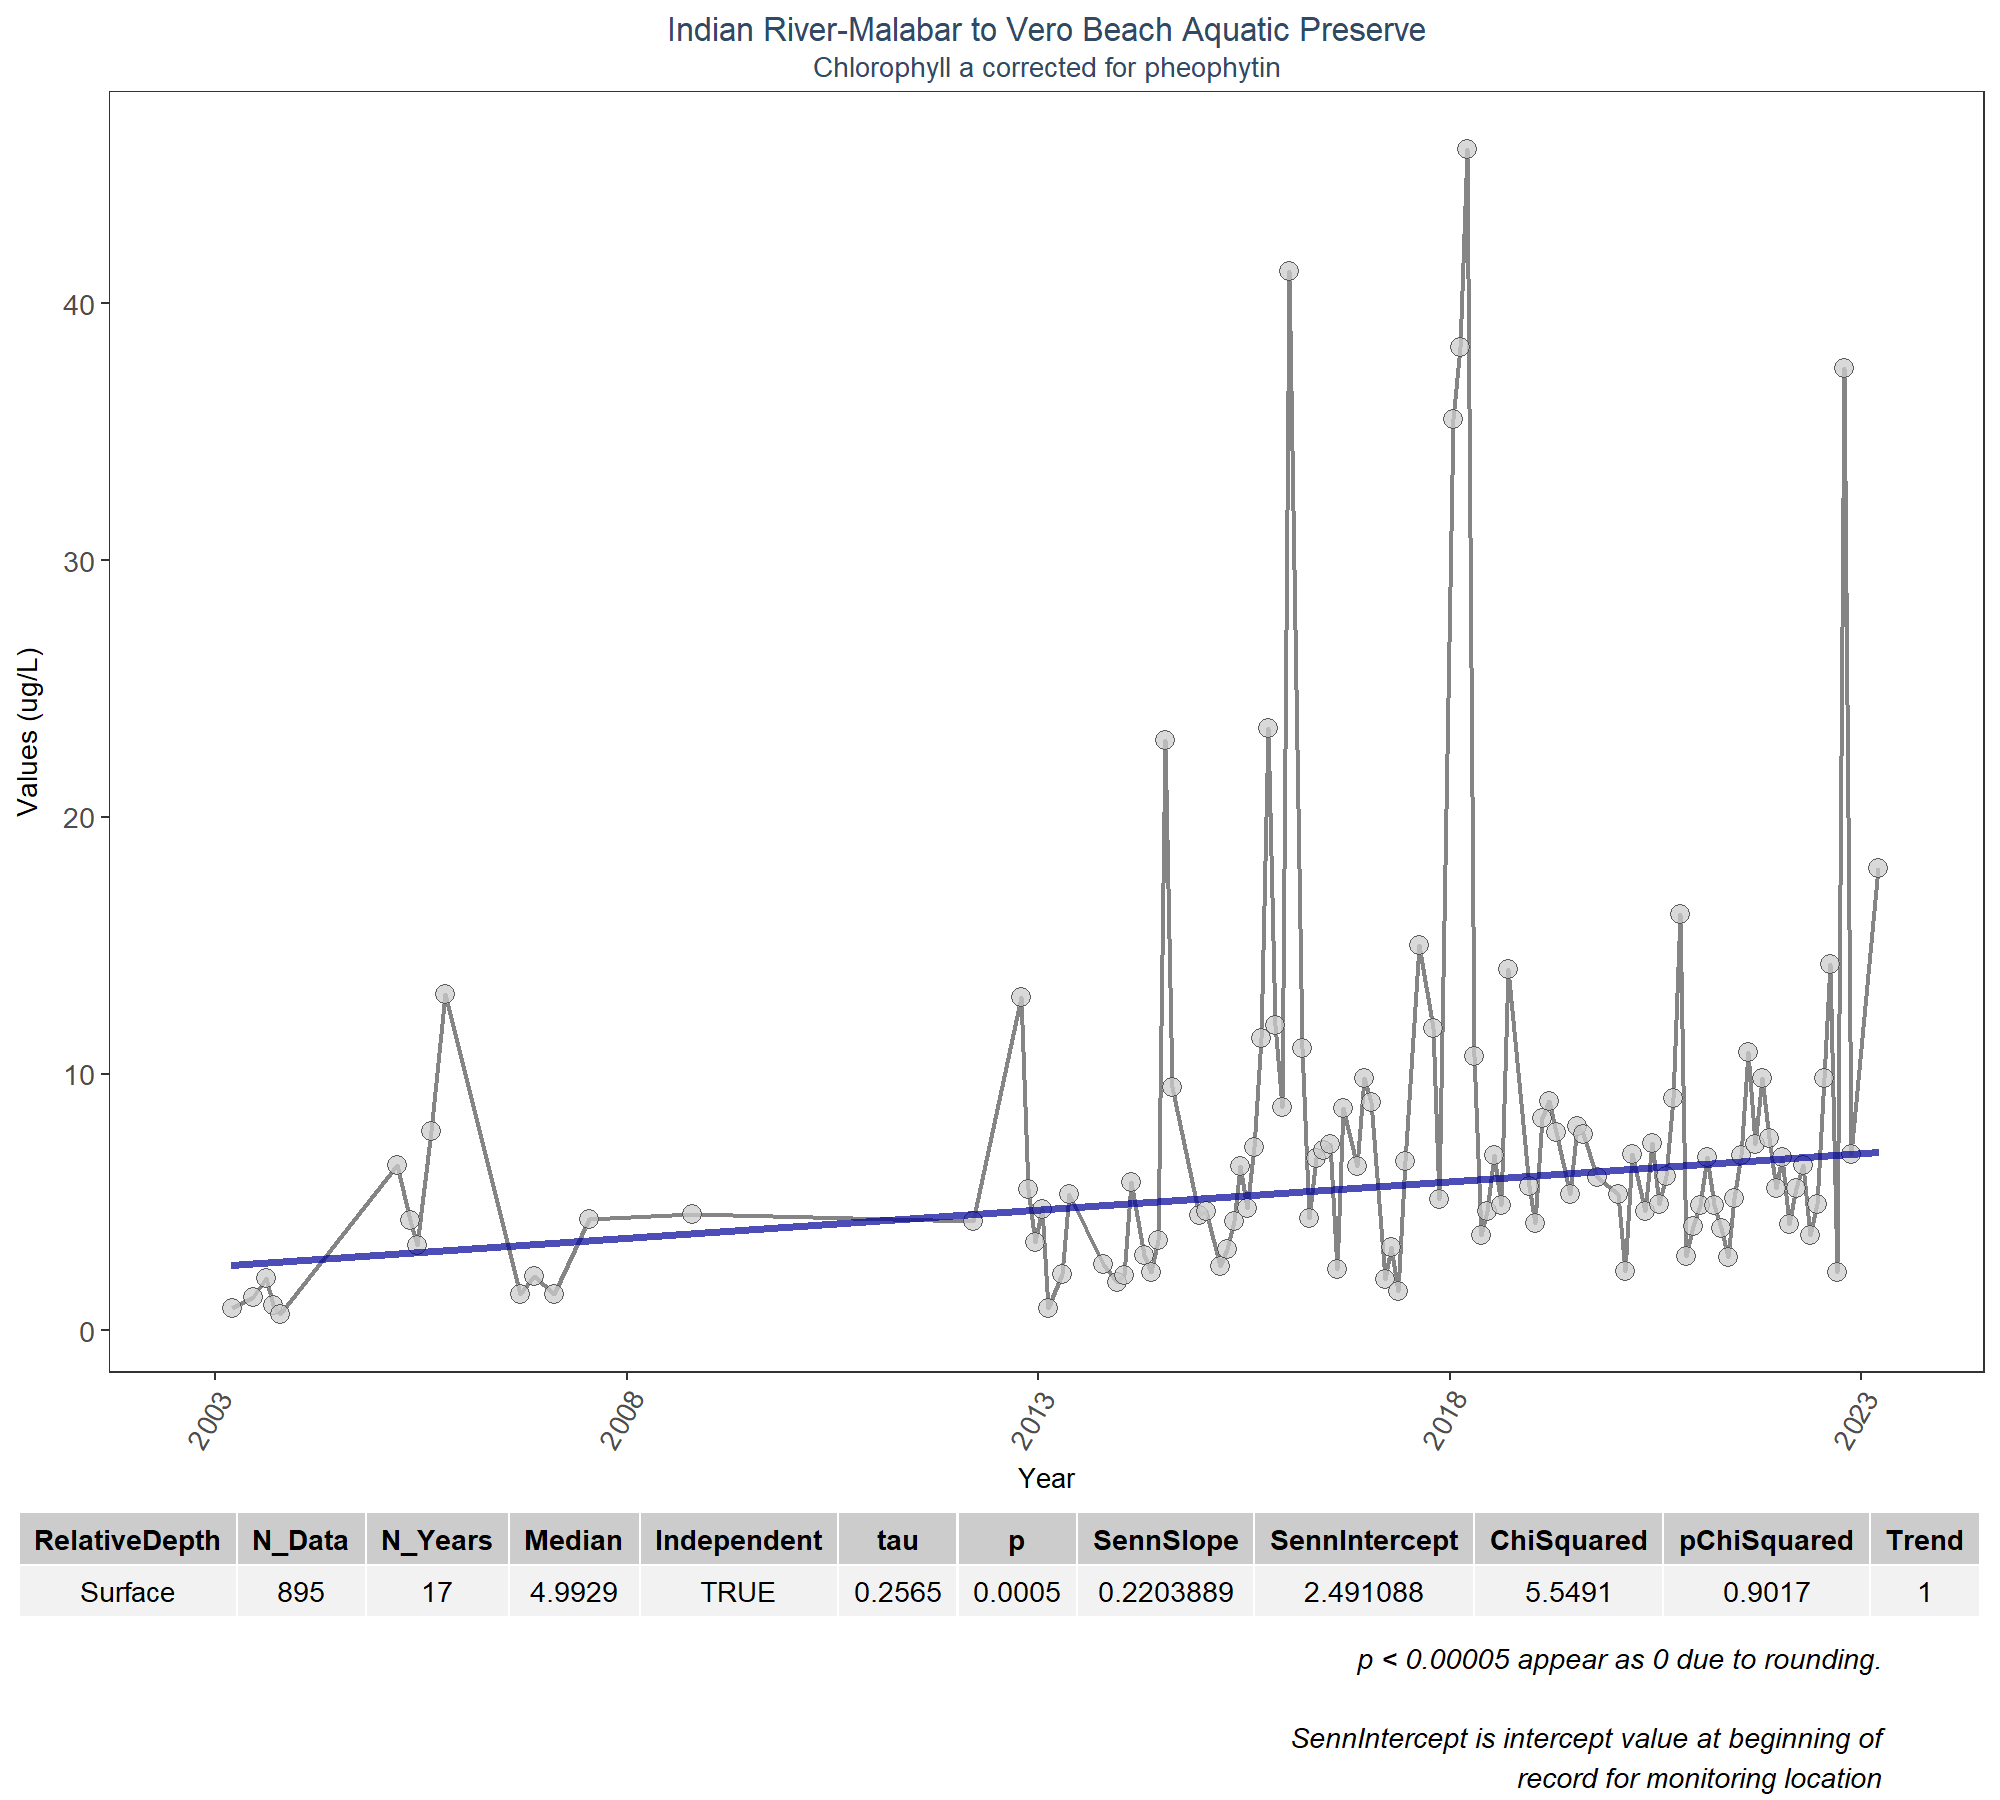 Indian River-Malabar to Vero Beach Aquatic Preserve
Chlorophyll a corrected for pheophytin
Values (ug/L)
40
30
20
10
0
2003 2008 2013 2018 2023
Year
RelativeDepth N_Data N_Years Median Independent tau p SennSlope SennIntercept ChiSquared pChiSquared Trend
Surface 895 17 4.9929 TRUE 0.2565 0.0005 0.2203889 2.491088 5.5491 0.9017 1
p < 0.00005 appear as 0 due to rounding.
SennIntercept is intercept value at beginning of
record for monitoring location